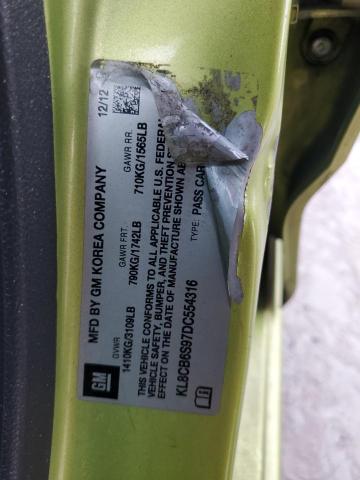 MFD BY GM KOREA COMPANY 12/12
GVWR GAWR FRT. GAWR RR.
1410KG/3109LB 790KG/1742LB 710KG/1565LB
THIS VEHICLE CONFORMS TO ALL APPLICABLE U.S. FEDERAL
VEHICLE SAFETY, BUMPER, AND THEFT PREVENTION
EFFECT ON THE DATE OF MANUFACTURE SHOWN
KL8CB6S97DC554316 TYPE: PASS CAR
GM